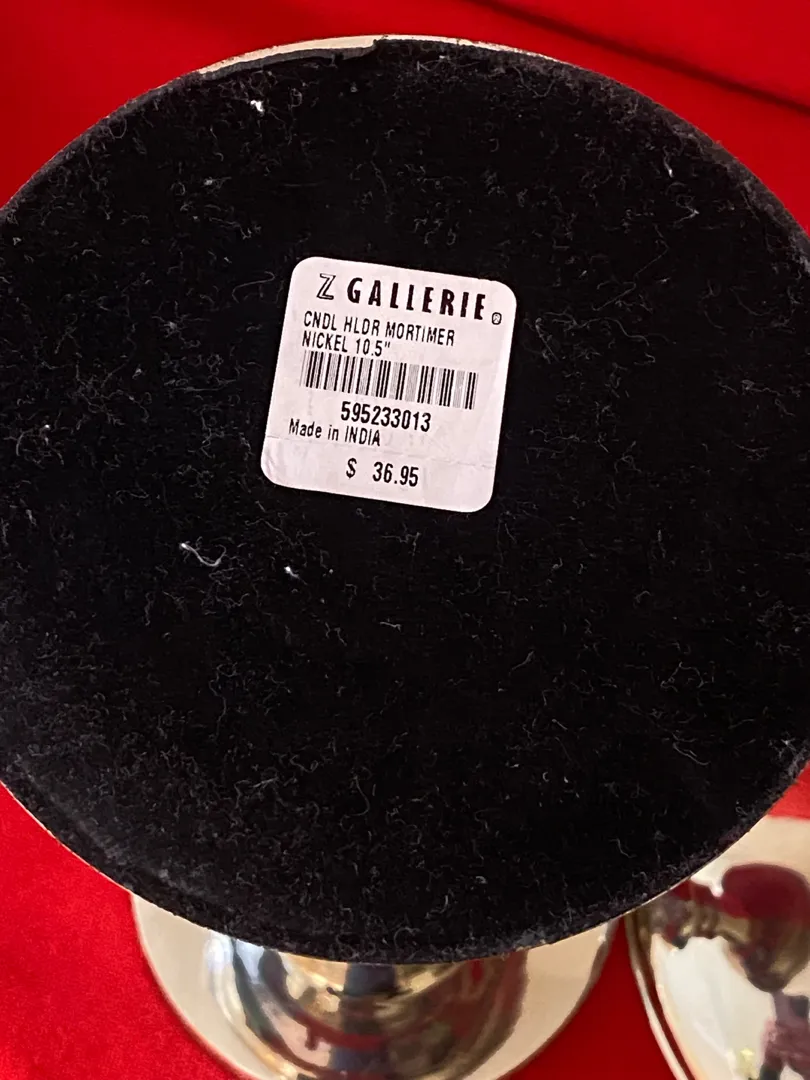 Z GALLERIE®
CNDL HLDR MORTIMER
NICKEL 10.5"
595233013
Made in INDIA
$ 36.95